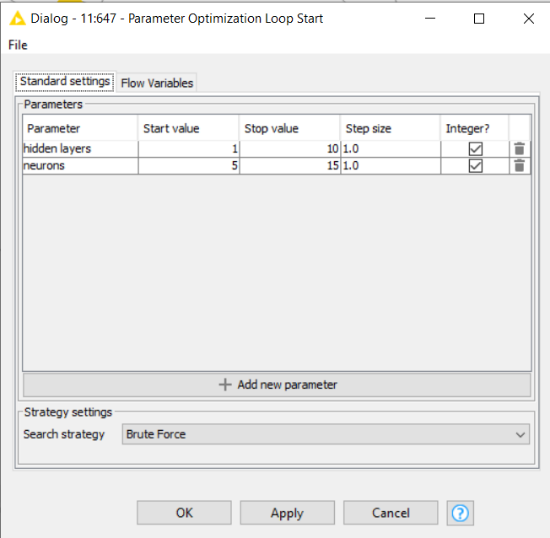 Dialog - 11:647 - Parameter Optimization Loop Start
File
Standard settings Flow Variables
Parameters
Parameter Start value Stop value Step size Integer?
hidden layers 1 10 1.0
neurons 5 15 1.0
+ Add new parameter
Strategy settings
Search strategy Brute Force
OK Apply Cancel ?